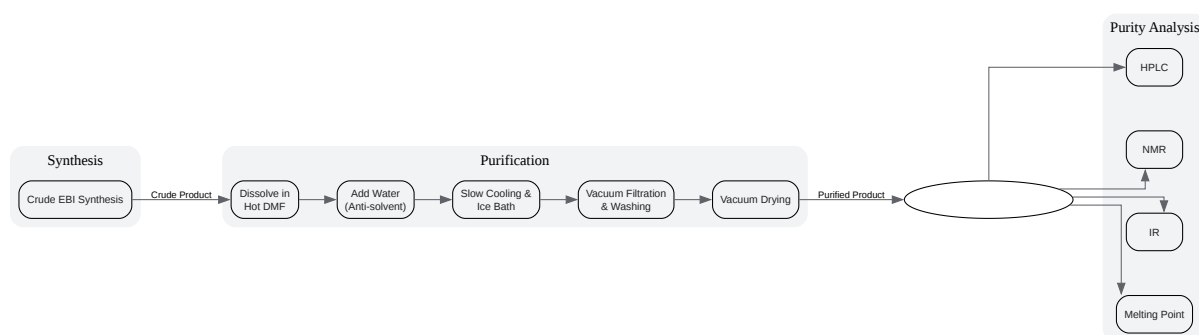 Purity Analysis
HPLC
NMR
IR
Melting Point
Synthesis
Crude EBI Synthesis
Crude Product
Purification
Dissolve in
Hot DMF
Add Water
(Anti-solvent)
Slow Cooling &
Ice Bath
Vacuum Filtration
& Washing
Vacuum Drying
Purified Product